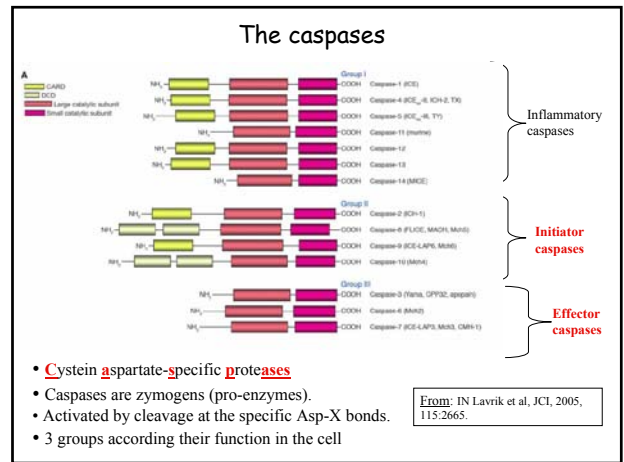 The caspases
A
CARD
DCD
Large catalytic subunit
Small catalytic subunit
Group I
NH₂ COOH Caspase-1 (ICE)
NH₂ COOH Caspase-4 (ICE -II, ICH-2, TX)
NH₂ COOH Caspase-5 (ICE -III, TY)
NH₂ COOH Caspase-11 (murine)
NH₂ COOH Caspase-12
NH₂ COOH Caspase-13
NH₂ COOH Caspase-14 (MICE)
Inflammatory
caspases
Group II
NH₂ COOH Caspase-2 (ICH-1)
NH₂ COOH Caspase-8 (FLICE, MACH, Mch5)
NH₂ COOH Caspase-9 (ICE-LAP6, Mch6)
NH₂ COOH Caspase-10 (Mch4)
Initiator
caspases
Group III
NH₂ COOH Caspase-3 (Yama, CPP32, apopain)
NH₂ COOH Caspase-6 (Mch2)
NH₂ COOH Caspase-7 (ICE-LAP3, Mch3, CMH-1)
Effector
caspases
• Cystein aspartate-specific proteases
• Caspases are zymogens (pro-enzymes).
• Activated by cleavage at the specific Asp-X bonds.
• 3 groups according their function in the cell
From: IN Lavrik et al, JCI, 2005,
115:2665.